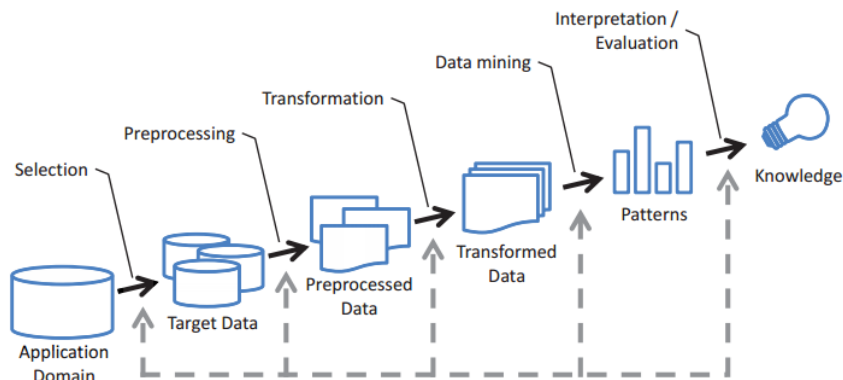 Interpretation /
Evaluation
Data mining
Transformation
Preprocessing
Selection
Knowledge
Patterns
Transformed
Data
Preprocessed
Data
Target Data
Application
Domain